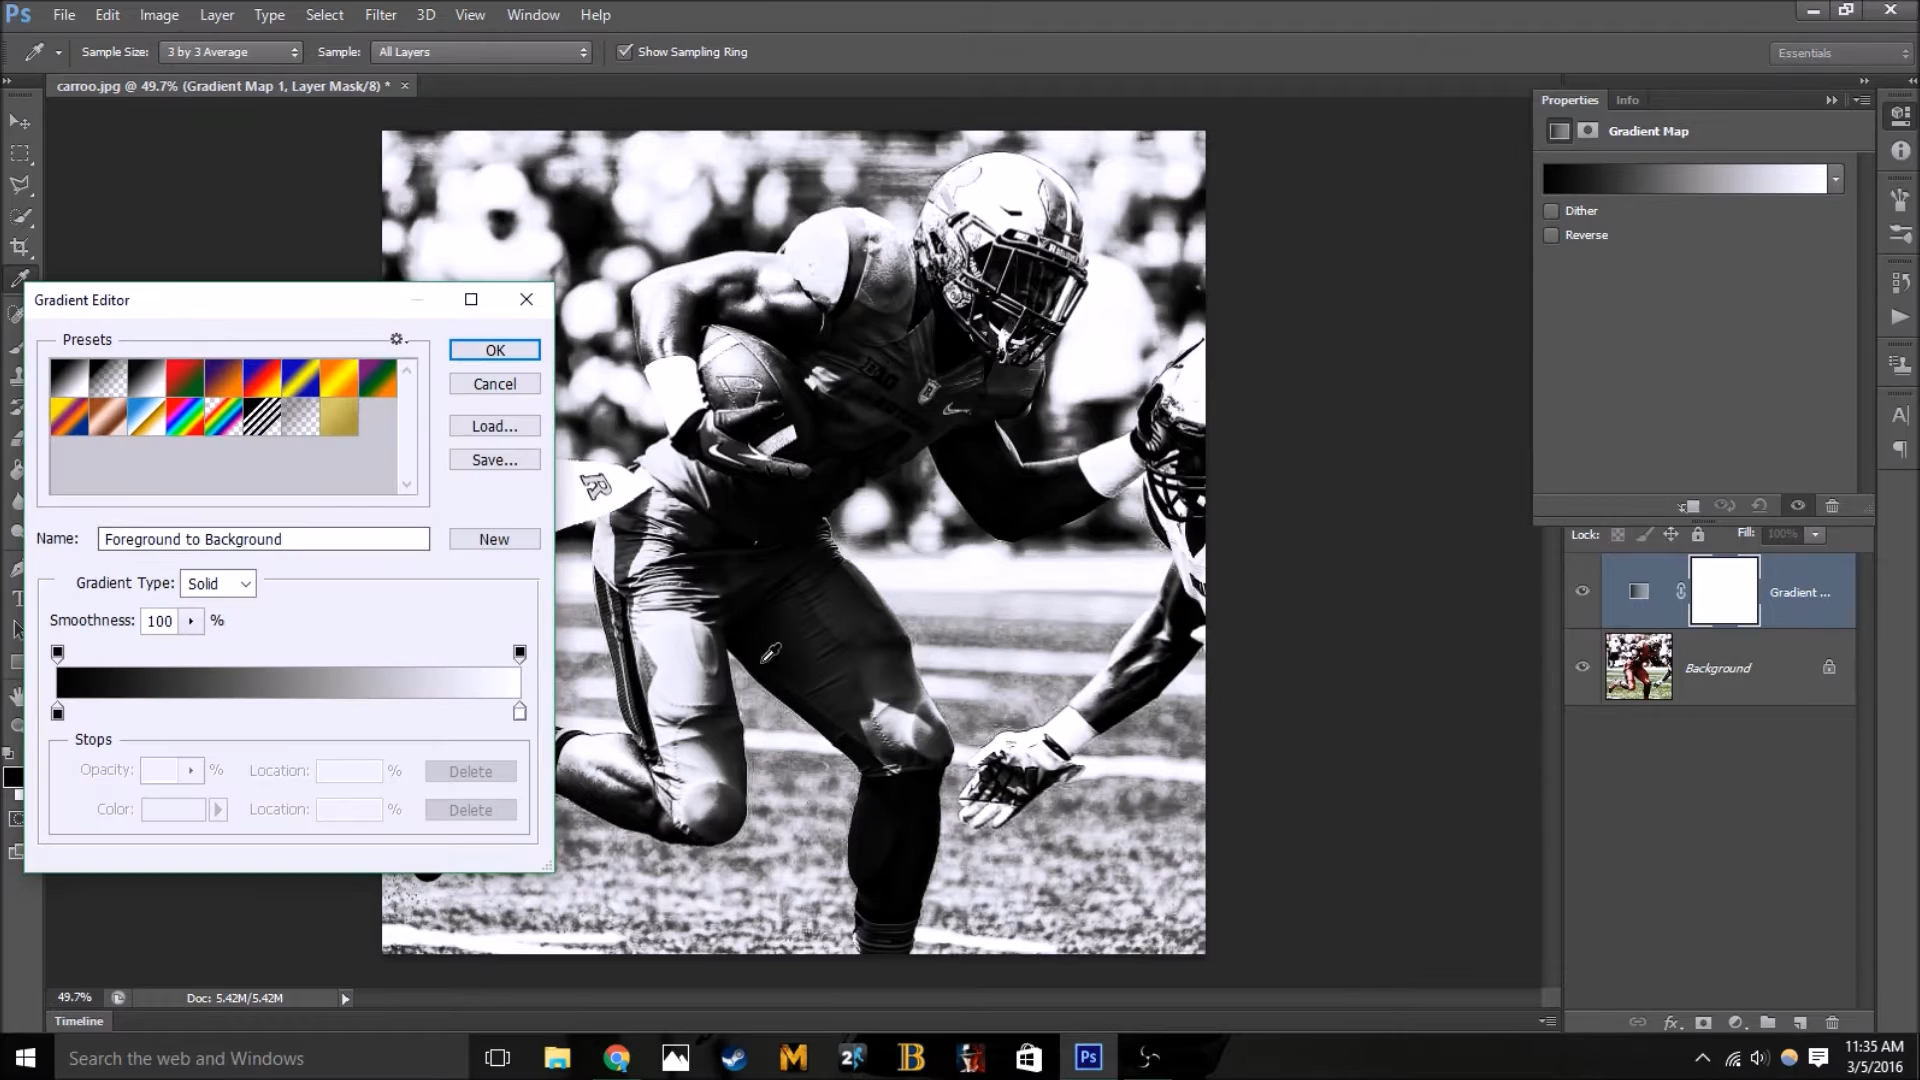 Ps File Edit Image Layer Type Select Filter 3D View Window Help
Sample Size: 3 by 3 Average Sample: All Layers Show Sampling Ring Essentials
carroo.jpg @ 49.7% (Gradient Map 1, Layer Mask/8) *
Properties Info
Gradient Map
Dither
Reverse
Gradient Editor
Presets
OK
Cancel
Load...
Save...
Name: Foreground to Background New
Gradient Type: Solid
Smoothness: 100 %
Stops
Opacity: % Location: % Delete
Color: Location: % Delete
R
B1G
Lock: Fill: 100%
Gradient ...
Background
49.7% Doc: 5.42M/5.42M
Timeline
Search the web and Windows
Ps
11:35 AM
3/5/2016